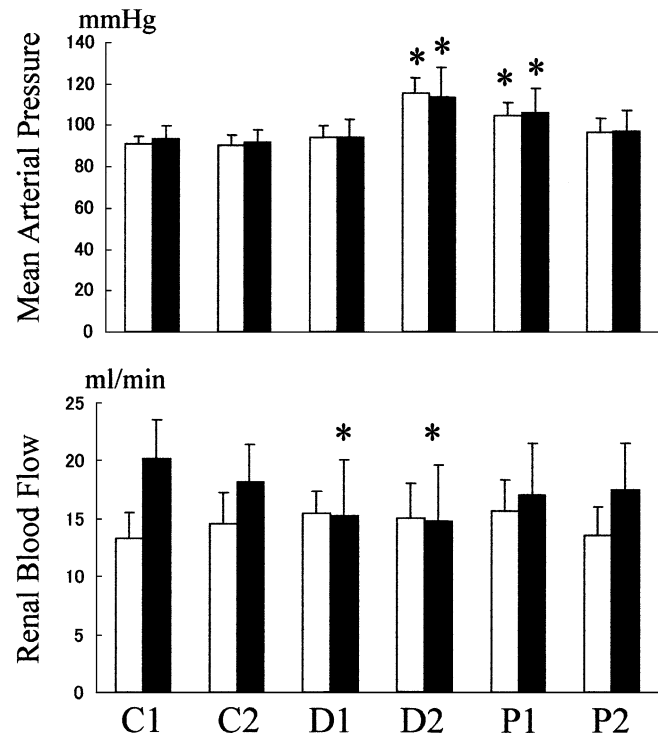 mmHg
Mean Arterial Pressure
140
120
100
80
60
40
20
0
* * * *
ml/min
Renal Blood Flow
25
20
15
10
5
0
* *
C1 C2 D1 D2 P1 P2